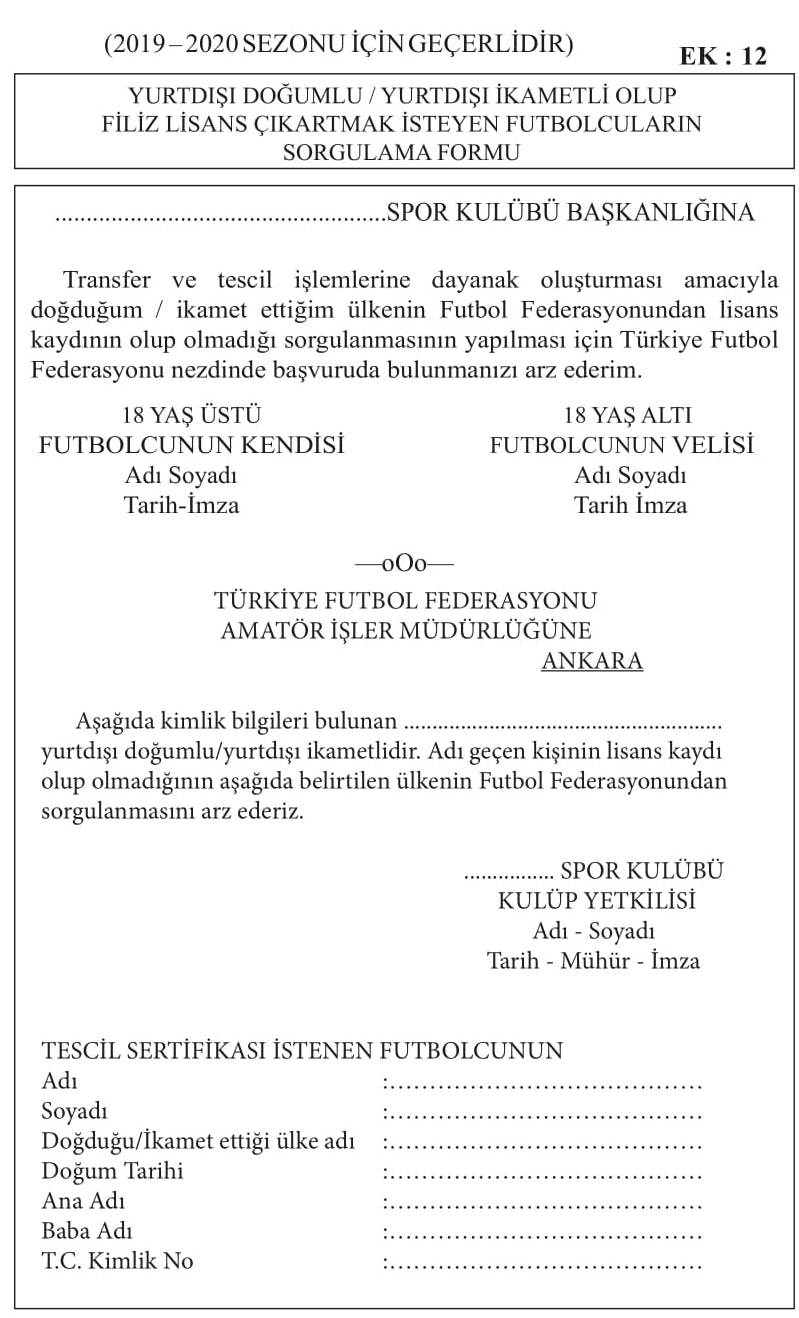 (2019 – 2020 SEZONU İÇİN GEÇERLİDİR)
EK : 12
YURTDIŞI DOĞUMLU / YURTDIŞI İKAMETLİ OLUP
FİLİZ LİSANS ÇIKARTMAK İSTEYEN FUTBOLCULARIN
SORGULAMA FORMU
.....................................................SPOR KULÜBÜ BAŞKANLIĞINA
Transfer ve tescil işlemlerine dayanak oluşturması amacıyla
doğduğum / ikamet ettiğim ülkenin Futbol Federasyonundan lisans
kaydının olup olmadığı sorgulanmasının yapılması için Türkiye Futbol
Federasyonu nezdinde başvuruda bulunmanızı arz ederim.
18 YAŞ ÜSTÜ
FUTBOLCUNUN KENDİSİ
Adı Soyadı
Tarih-İmza
18 YAŞ ALTI
FUTBOLCUNUN VELİSİ
Adı Soyadı
Tarih İmza
—oOo—
TÜRKİYE FUTBOL FEDERASYONU
AMATÖR İŞLER MÜDÜRLÜĞÜNE
ANKARA
Aşağıda kimlik bilgileri bulunan ........................................................
yurtdışı doğumlu/yurtdışı ikametlidir. Adı geçen kişinin lisans kaydı
olup olmadığının aşağıda belirtilen ülkenin Futbol Federasyonundan
sorgulanmasını arz ederiz.
................ SPOR KULÜBÜ
KULÜP YETKİLİSİ
Adı - Soyadı
Tarih - Mühür - İmza
TESCİL SERTİFİKASI İSTENEN FUTBOLCUNUN
Adı :.......................................
Soyadı :.......................................
Doğduğu/İkamet ettiği ülke adı :.......................................
Doğum Tarihi :.......................................
Ana Adı :.......................................
Baba Adı :.......................................
T.C. Kimlik No :.......................................